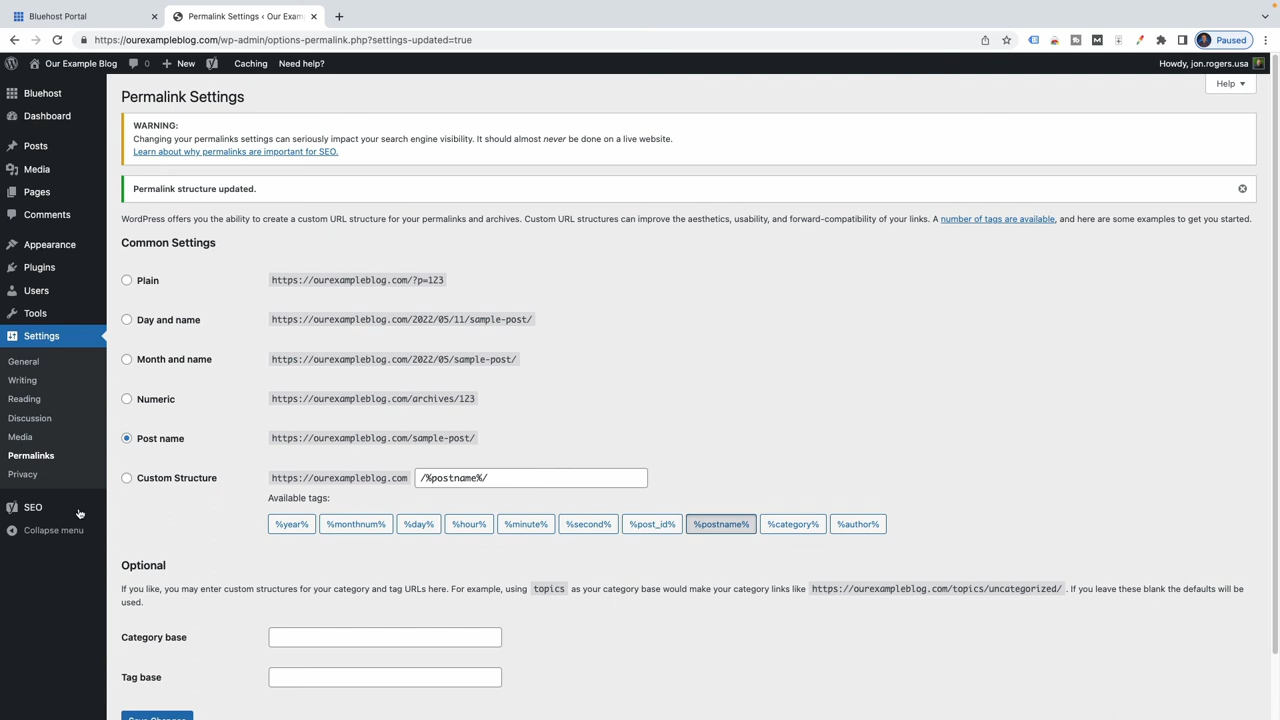 Bluehost Portal
Permalink Settings ‹ Our Exam
https://ourexampleblog.com/wp-admin/options-permalink.php?settings-updated=true
Paused
Our Example Blog
0
New
Caching
Need help?
Howdy, jon.rogers.usa
Bluehost
Dashboard
Posts
Media
Pages
Comments
Appearance
Plugins
Users
Tools
Settings
General
Writing
Reading
Discussion
Media
Permalinks
Privacy
SEO
Collapse menu
Help
Permalink Settings
WARNING:
Changing your permalinks settings can seriously impact your search engine visibility. It should almost never be done on a live website.
Learn about why permalinks are important for SEO.
Permalink structure updated.
WordPress offers you the ability to create a custom URL structure for your permalinks and archives. Custom URL structures can improve the aesthetics, usability, and forward-compatibility of your links. A number of tags are available, and here are some examples to get you started.
Common Settings
Plain https://ourexampleblog.com/?p=123
Day and name https://ourexampleblog.com/2022/05/11/sample-post/
Month and name https://ourexampleblog.com/2022/05/sample-post/
Numeric https://ourexampleblog.com/archives/123
Post name https://ourexampleblog.com/sample-post/
Custom Structure https://ourexampleblog.com /%postname%/
Available tags:
%year% %monthnum% %day% %hour% %minute% %second% %post_id% %postname% %category% %author%
Optional
If you like, you may enter custom structures for your category and tag URLs here. For example, using topics as your category base would make your category links like https://ourexampleblog.com/topics/uncategorized/ . If you leave these blank the defaults will be
used.
Category base
Tag base
Save Changes